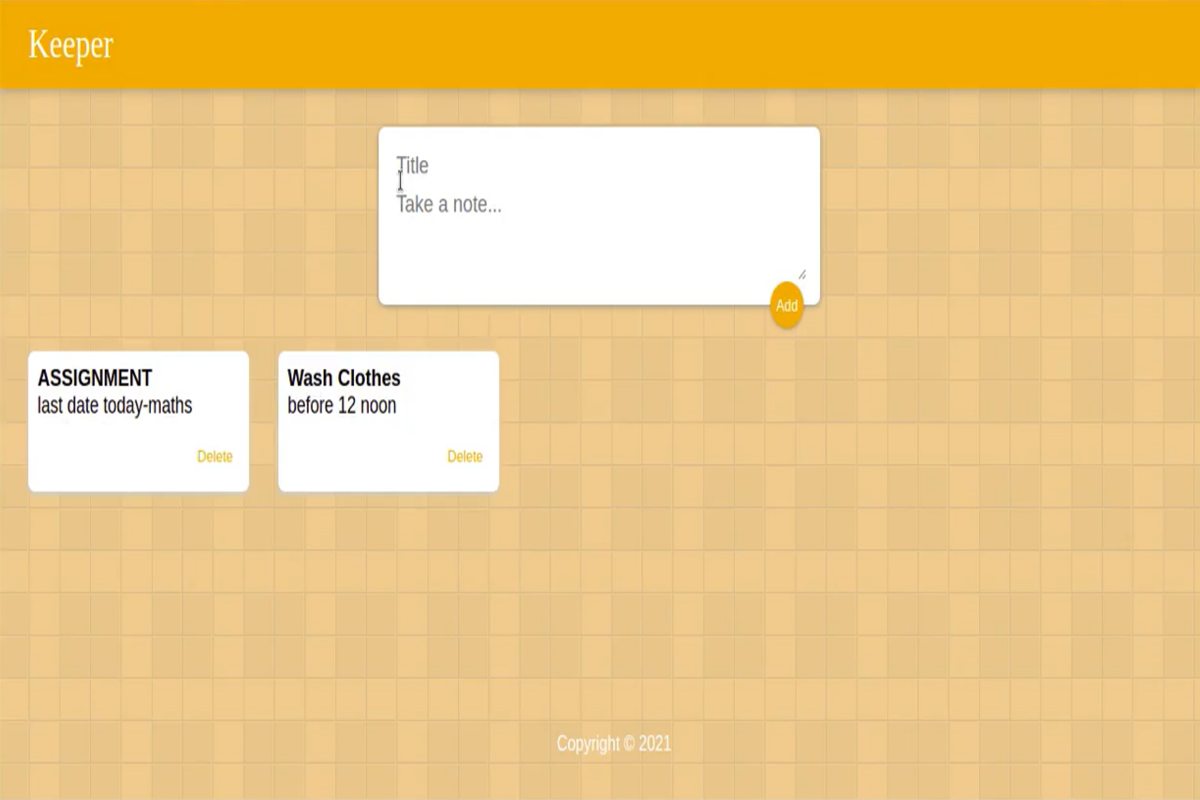 Keeper
Title
Take a note...
Add
ASSIGNMENT
last date today-maths
Delete
Wash Clothes
before 12 noon
Delete
Copyright © 2021